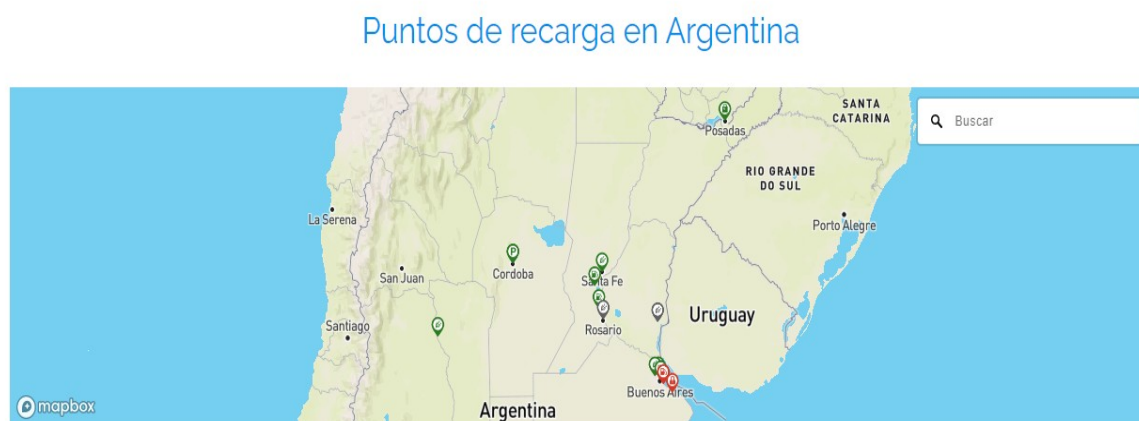 Puntos de recarga en Argentina
SANTA
CATARINA
Buscar
Posadas
RIO GRANDE
DO SUL
La Serena
Porto Alegre
P
Cordoba
San Juan
Santa Fe
Uruguay
Santiago
Rosario
Buenos Aires
mapbox
Argentina